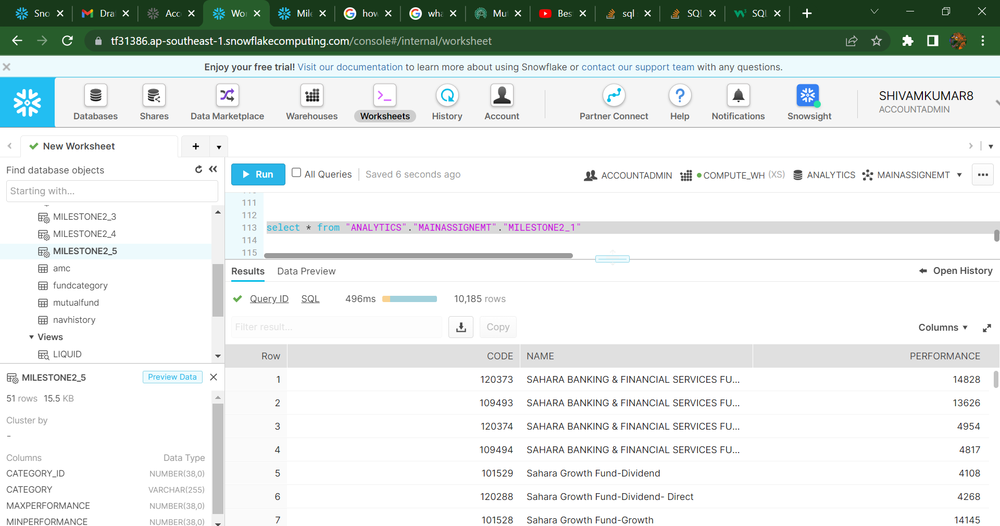 Sno
Dra
Acc
Wo
Mil
how
wha
Mu
Bes
sql
SQL
SQL
tf31386.ap-southeast-1.snowflakecomputing.com/console#/internal/worksheet
Enjoy your free trial! Visit our documentation to learn more about using Snowflake or contact our support team with any questions.
Databases
Shares
Data Marketplace
Warehouses
Worksheets
History
Account
Partner Connect
Help
Notifications
Snowsight
SHIVAMKUMAR8
ACCOUNTADMIN
New Worksheet
Find database objects
Starting with...
MILESTONE2_3
MILESTONE2_4
MILESTONE2_5
amc
fundcategory
mutualfund
navhistory
Views
LIQUID
MILESTONE2_5 Preview Data
51 rows 15.5 KB
Cluster by
-
Columns Data Type
CATEGORY_ID NUMBER(38,0)
CATEGORY VARCHAR(255)
MAXPERFORMANCE NUMBER(38,0)
MINPERFORMANCE NUMBER(38,0)
Run All Queries Saved 6 seconds ago ACCOUNTADMIN COMPUTE_WH (XS) ANALYTICS MAINASSIGNEMT
111
112
113 select * from "ANALYTICS"."MAINASSIGNEMT"."MILESTONE2_1"
114
115
Results Data Preview Open History
Query ID SQL 496ms 10,185 rows
Filter result... Copy Columns
Row CODE NAME PERFORMANCE
1 120373 SAHARA BANKING & FINANCIAL SERVICES FU... 14828
2 109493 SAHARA BANKING & FINANCIAL SERVICES FU... 13626
3 120374 SAHARA BANKING & FINANCIAL SERVICES FU... 4954
4 109494 SAHARA BANKING & FINANCIAL SERVICES FU... 4817
5 101529 Sahara Growth Fund-Dividend 4108
6 120288 Sahara Growth Fund-Dividend- Direct 4268
7 101528 Sahara Growth Fund-Growth 14145